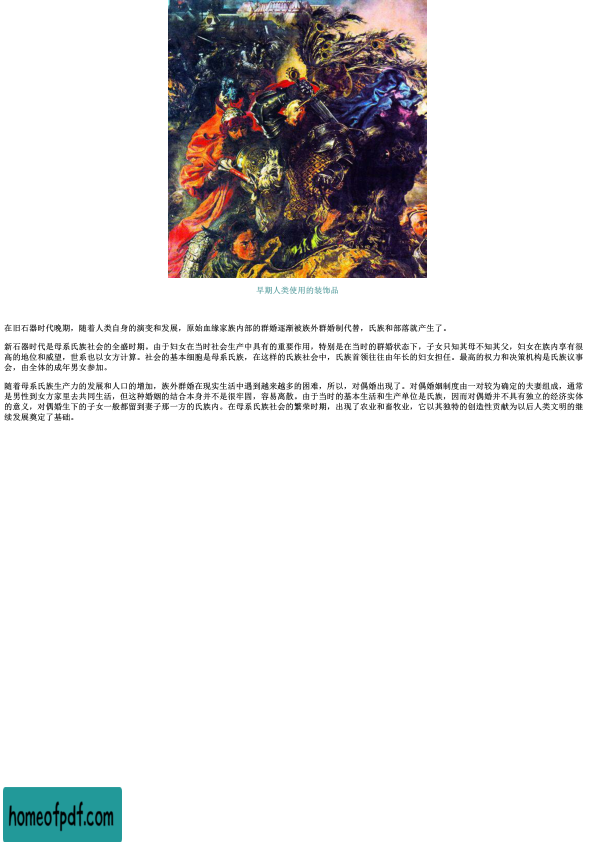 早期人类使用的装饰品
在旧石器时代晚期，随着人类自身的演变和发展，原始血缘家族内部的群婚逐渐被族外群婚制代替，氏族和部落就产生了。
新石器时代是母系氏族社会的全盛时期。由于妇女在当时社会生产中具有的重要作用，特别是在当时的群婚状态下，子女只知其母不知其父，妇女在族内享有很
高的地位和威望，世系也以女方计算。社会的基本细胞是母系氏族，在这样的氏族社会中，氏族首领往往由年长的妇女担任。最高的权力和决策机构是氏族议事
会，由全体的成年男女参加。
随着母系氏族生产力的发展和人口的增加，族外群婚在现实生活中遇到越来越多的困难，所以，对偶婚出现了。对偶婚姻制度由一对较为确定的夫妻组成，通常
是男性到女方家里去共同生活，但这种婚姻的结合本身并不是很牢固，容易离散。由于当时的基本生活和生产单位是氏族，因而对偶婚并不具有独立的经济实体
的意义，对偶婚生下的子女一般都留到妻子那一方的氏族内。在母系氏族社会的繁荣时期，出现了农业和畜牧业，它以其独特的创造性贡献为以后人类文明的继
续发展奠定了基础。
homeofpdf.com